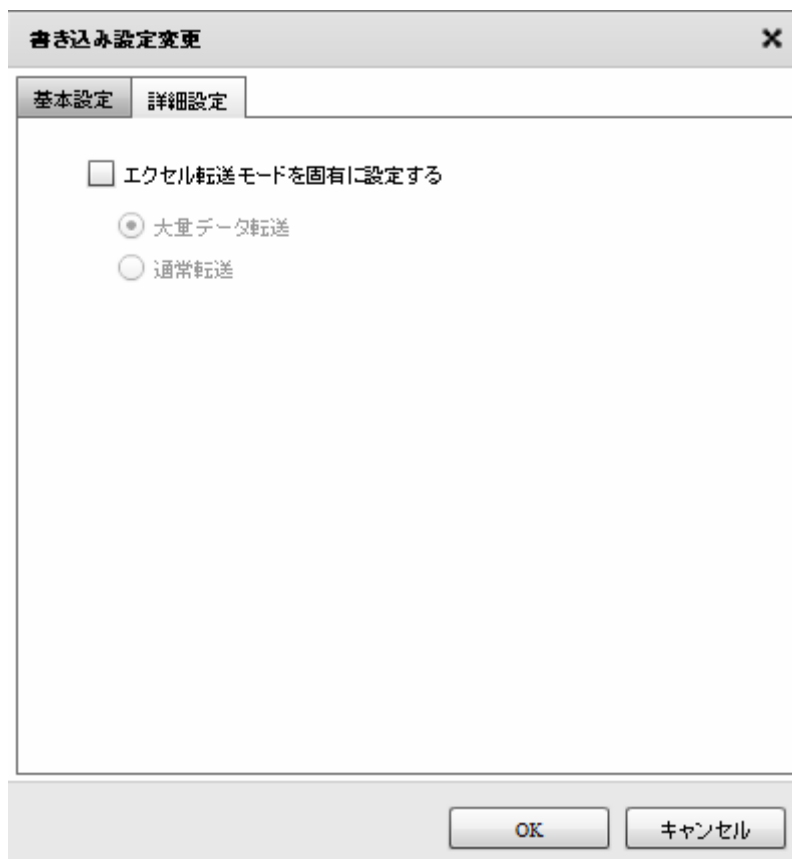 書き込み設定変更
基本設定 詳細設定
エクセル転送モードを固有に設定する
大量データ転送
通常転送
OK キャンセル